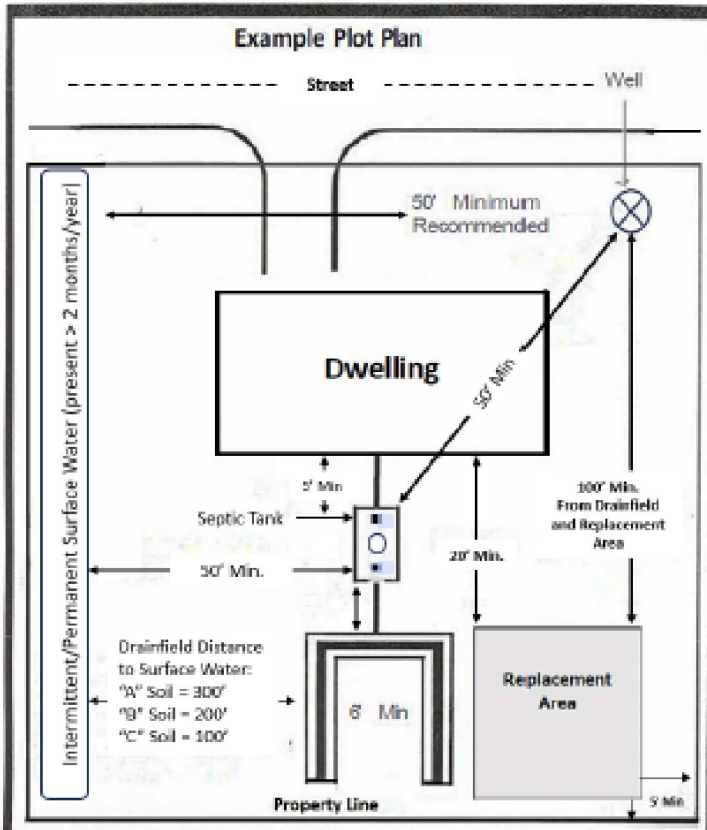 Example Plot Plan
Street
Well
50' Minimum
Recommended
Intermittent/Permanent Surface Water (present > 2 months/year)
Dwelling
50' Min
5' Min
Septic Tank
100' Min.
From Drainfield
and Replacement
Area
20' Min.
50' Min.
Drainfield Distance
to Surface Water:
"A" Soil = 300'
"B" Soil = 200'
"C" Soil = 100'
6' Min
Replacement
Area
5' Min
Property Line